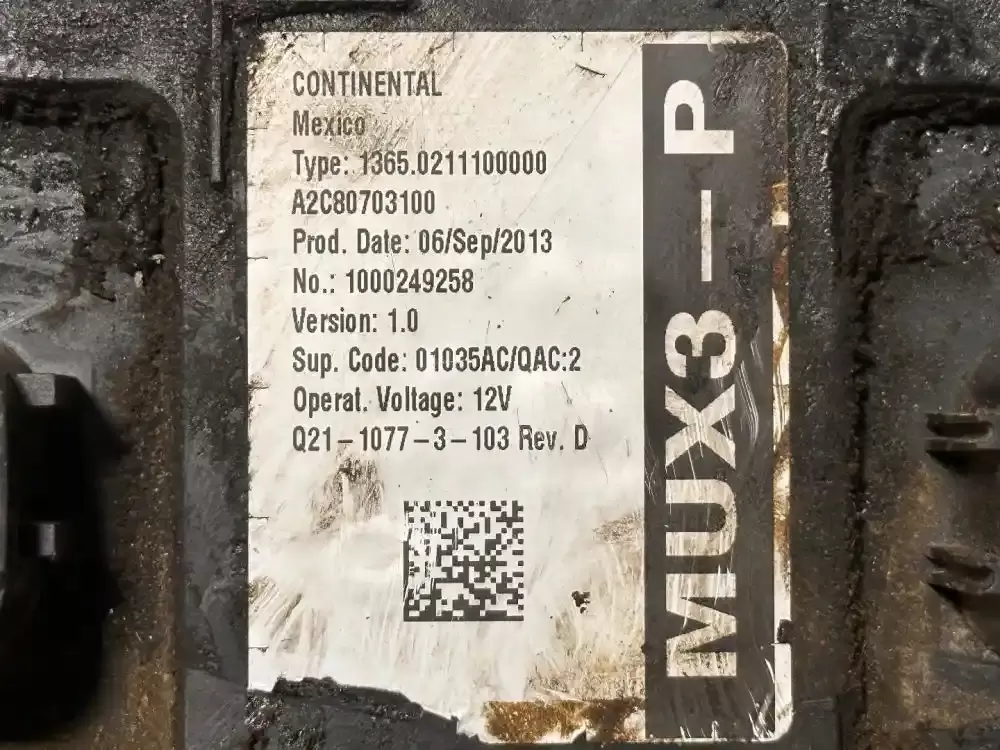 CONTINENTAL
Mexico
Type: 1365.0211100000
A2C80703100
Prod. Date: 06/Sep/2013
No.: 1000249258
Version: 1.0
Sup. Code: 01035AC/QAC:2
Operat. Voltage: 12V
Q21-1077-3-103 Rev. D
MUX3-P